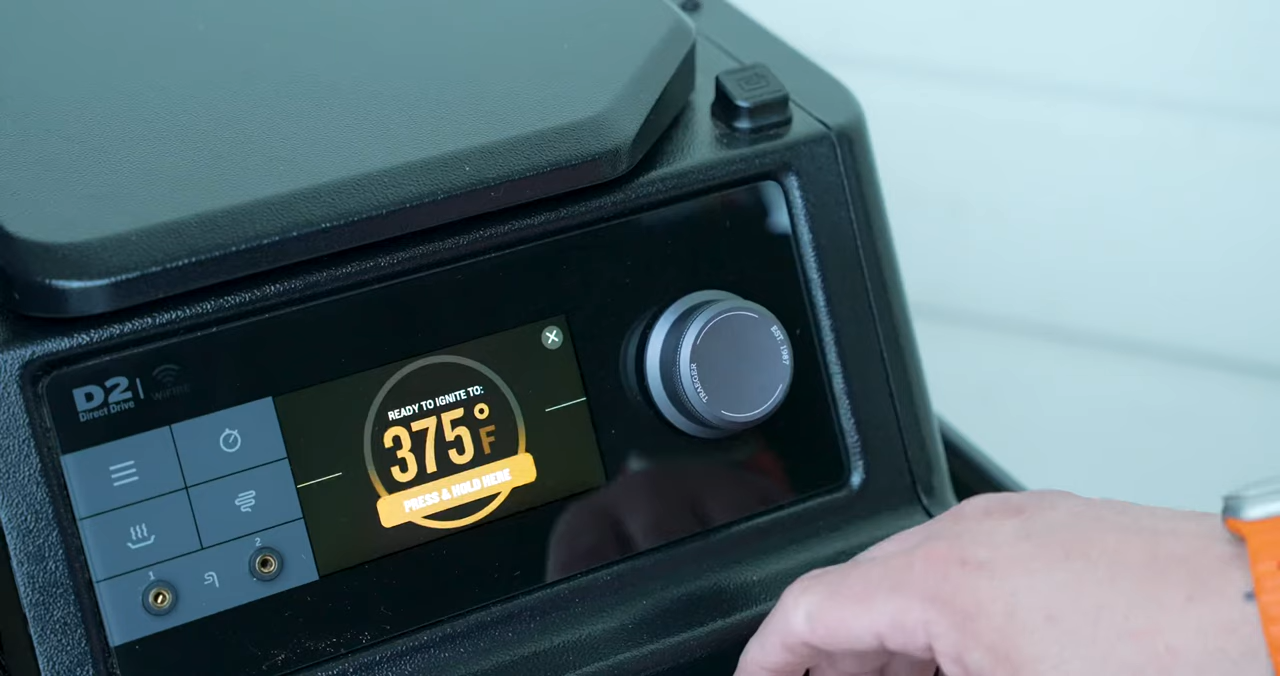 D2
Direct Drive
WiFIRE
READY TO IGNITE TO:
375°F
PRESS & HOLD HERE
1
2
TRAEGER
EST. 1987